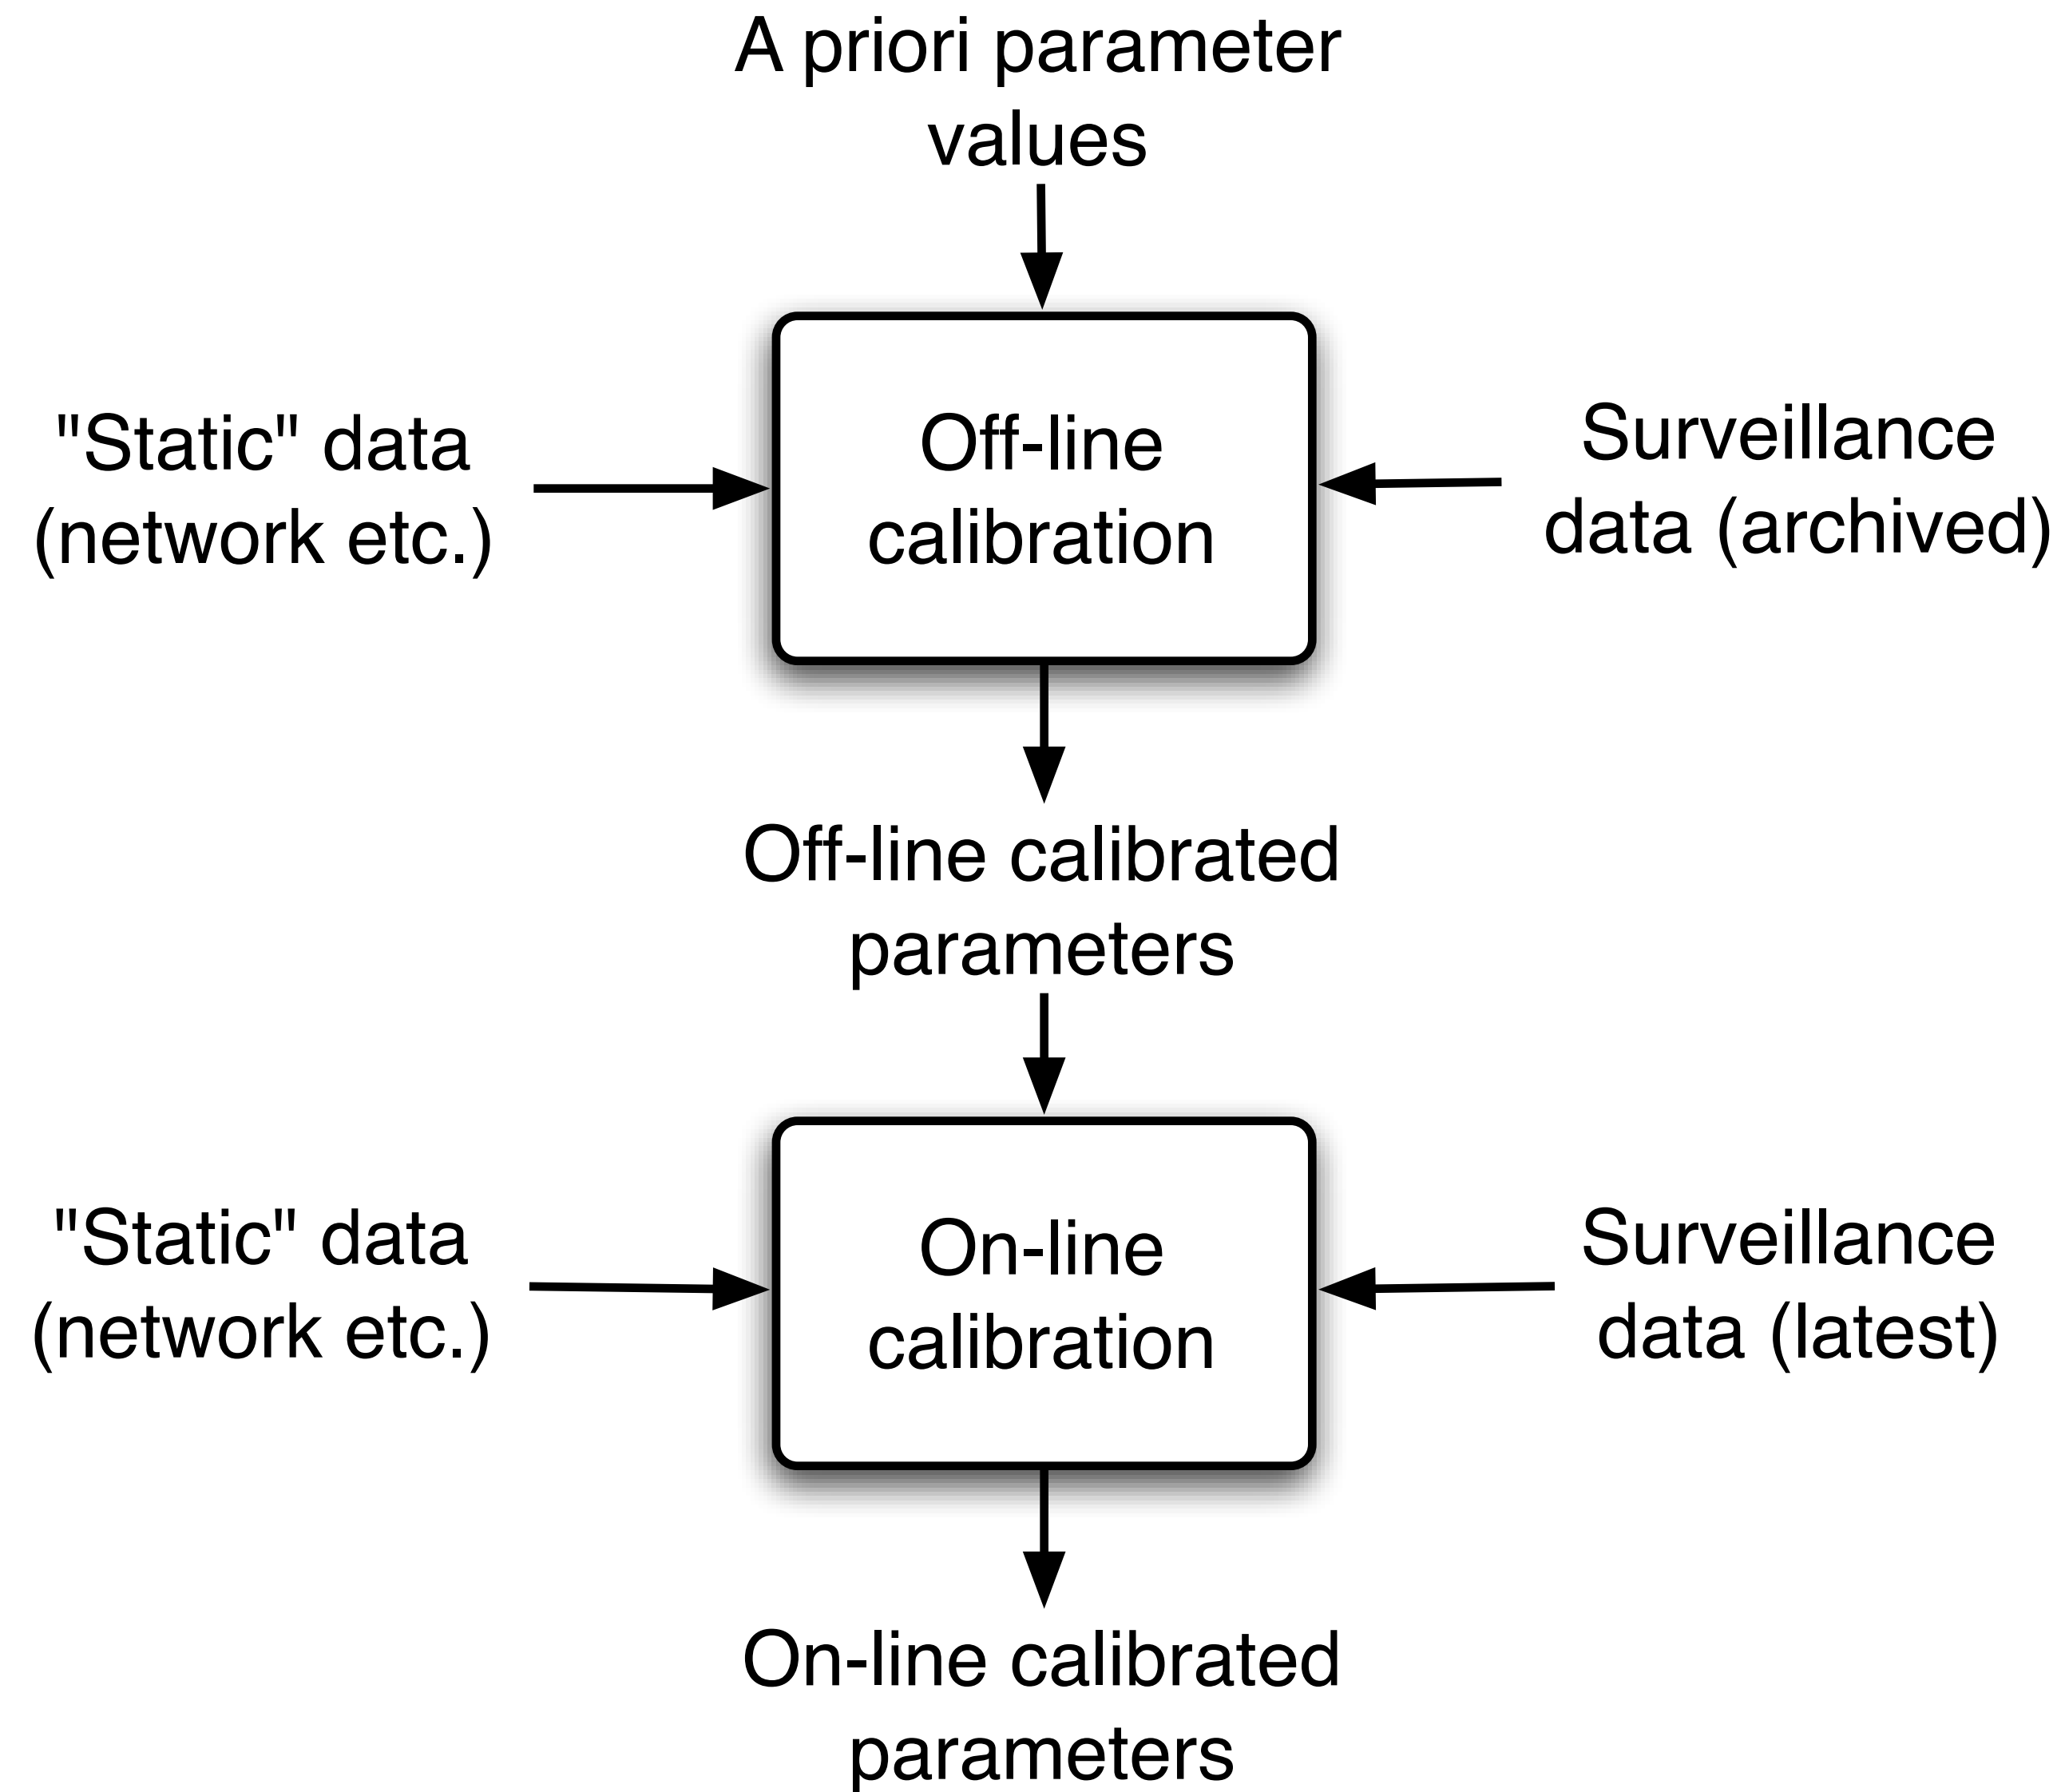 A priori parameter
values
"Static" data
(network etc.)
Off-line
calibration
Surveillance
data (archived)
Off-line calibrated
parameters
"Static" data
(network etc.)
On-line
calibration
Surveillance
data (latest)
On-line calibrated
parameters